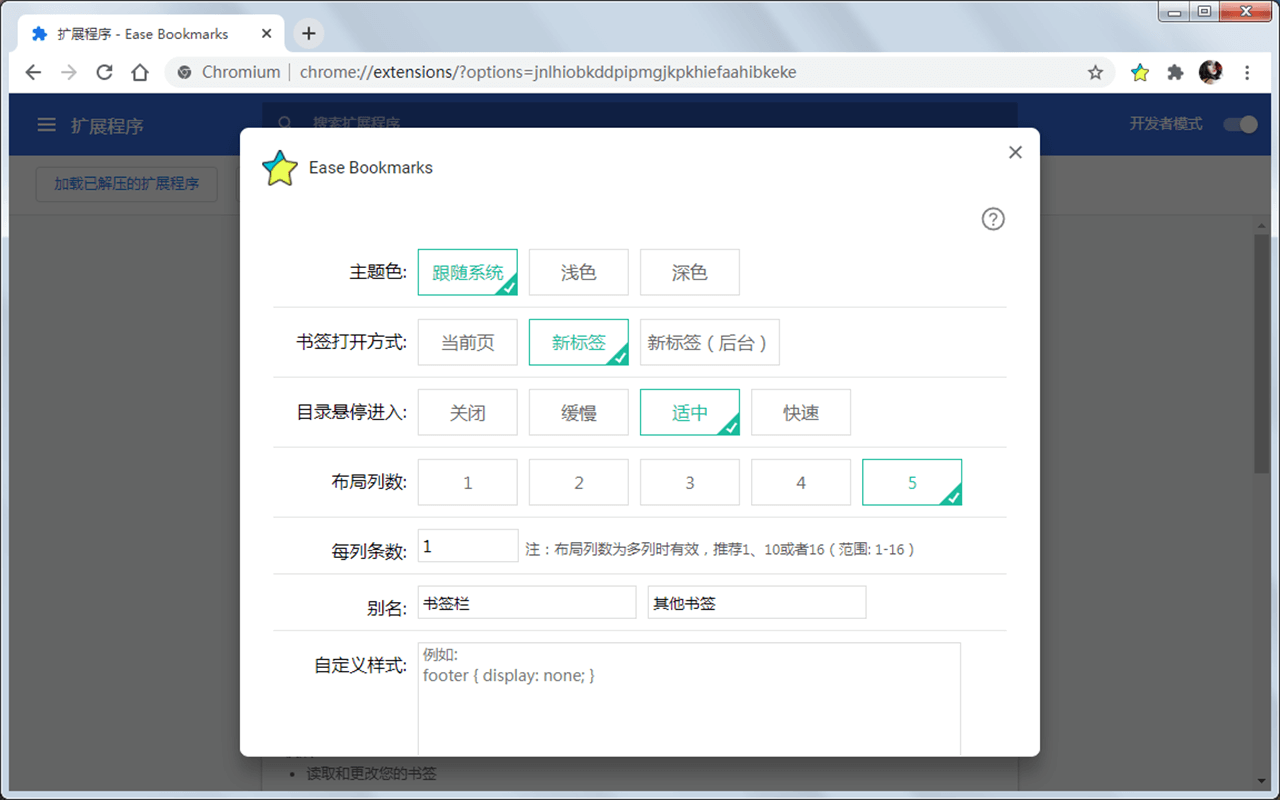 扩展程序 - Ease Bookmarks
Chromium | chrome://extensions/?options=jnlhiobkddpipmgjkpkhiefaahibkeke
扩展程序
搜索扩展程序
开发者模式
加载已解压的扩展程序
Ease Bookmarks
主题色: 跟随系统 浅色 深色
书签打开方式: 当前页 新标签 新标签（后台）
目录悬停进入: 关闭 缓慢 适中 快速
布局列数: 1 2 3 4 5
每列条数: 1 注：布局列数为多列时有效，推荐1、10或者16（范围: 1-16）
别名: 书签栏 其他书签
自定义样式: 例如:
footer { display: none; }
读取和更改您的书签